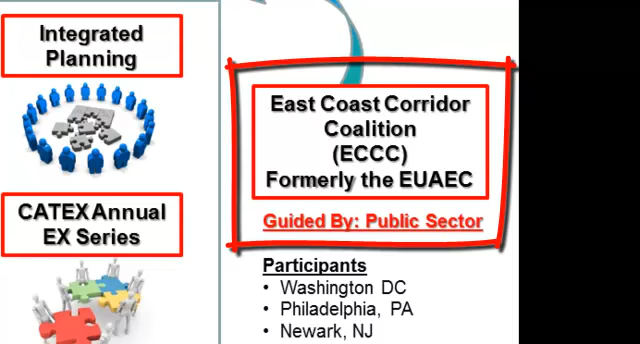 Integrated
Planning
CATEX Annual
EX Series
East Coast Corridor
Coalition
(ECCC)
Formerly the EUAEC
Guided By: Public Sector
Participants
• Washington DC
• Philadelphia, PA
• Newark, NJ